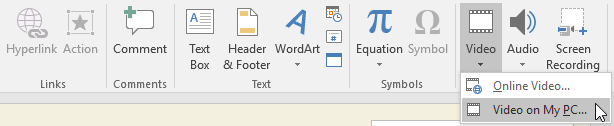 Hyperlink Action
Comment
Text
Box
Header
& Footer
WordArt
Equation
Symbol
Video
Audio
Screen
Recording
Links
Comments
Text
Symbols
Online Video...
Video on My PC...